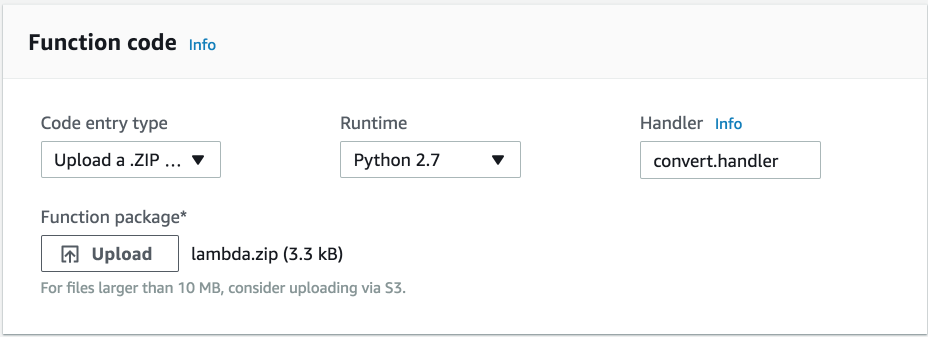 Function code Info
Code entry type Runtime Handler Info
Upload a .ZIP ... Python 2.7 convert.handler
Function package*
Upload lambda.zip (3.3 kB)
For files larger than 10 MB, consider uploading via S3.